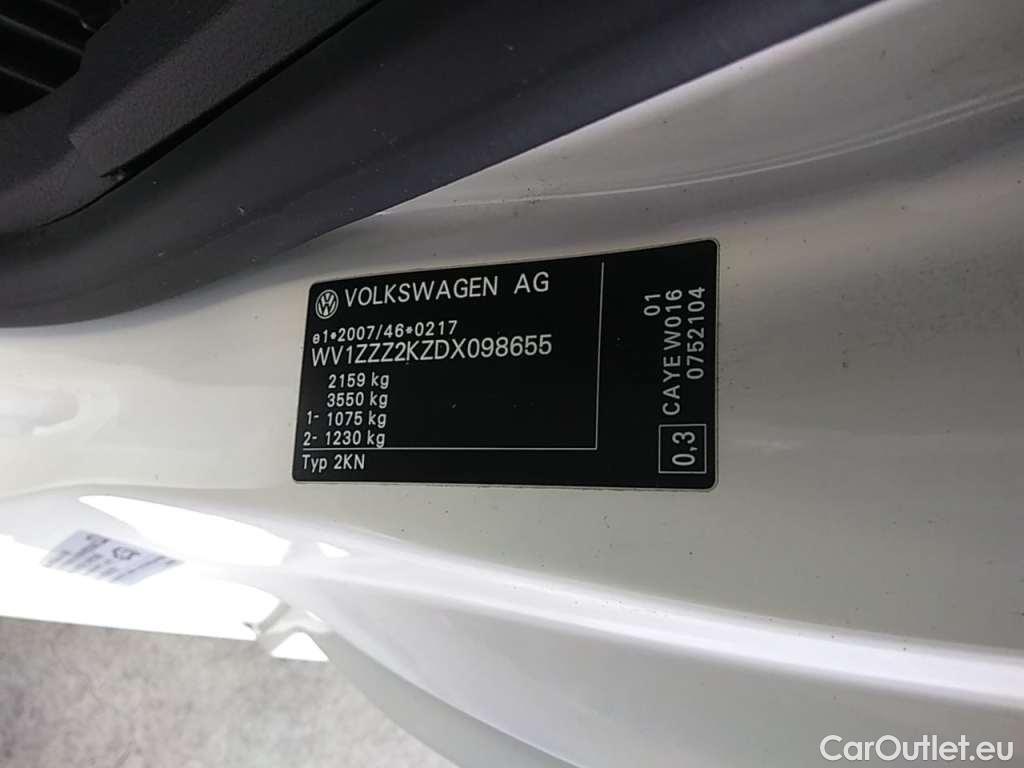 VOLKSWAGEN AG
e1*2007/46*0217
WV1ZZZ2KZDX098655
2159 kg
3550 kg
1- 1075 kg
2- 1230 kg
Typ 2KN
01
CAYE W016
0752104
0,3
CarOutlet.eu